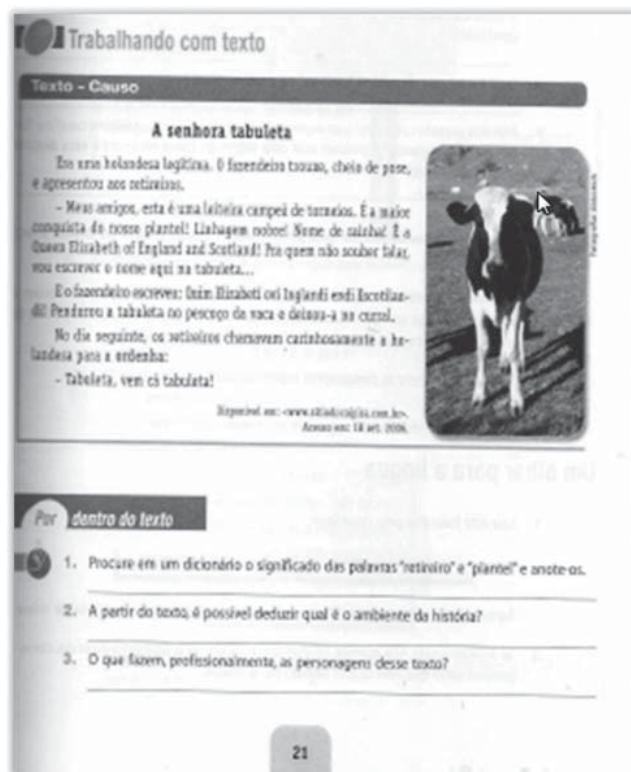 Trabalhando com texto
Texto - Causo
A senhora tabuleta
Era uma holandesa legítima. O fazendeiro trouxe, cheio de pose,
e apresentou aos retireiros.
– Meus amigos, esta é uma leiteira campeã de torneios. É a maior
conquista do nosso plantel! Linhagem nobre! Nome de rainha! É a
Queen Elizabeth of England and Scotland! Pra quem não souber falar,
vou escrever o nome aqui na tabuleta...
E o fazendeiro escreveu: Quim Elizabeti ovi Inglandi endi Escotilan-
di! Pendurou a tabuleta no pescoço da vaca e deixou-a no curral.
No dia seguinte, os retireiros chamavam carinhosamente a ho-
landesa para a ordenha:
– Tabuleta, vem cá tabuleta!
Disponível em:
Acesso em: 18 set. 2006.
Por dentro do texto
1. Procure em um dicionário o significado das palavras "retireiro" e "plantel" e anote-os.
2. A partir do texto, é possível deduzir qual é o ambiente da história?
3. O que fazem, profissionalmente, as personagens desse texto?
21